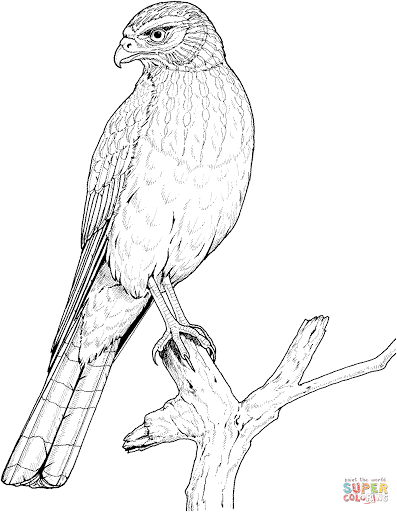 paint the world
SUPER
COLORING